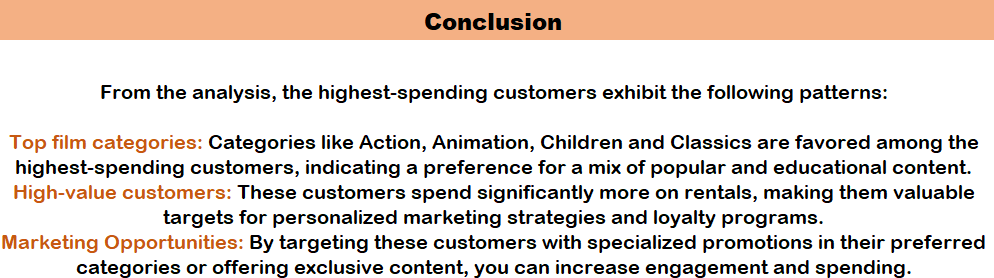 Conclusion
From the analysis, the highest-spending customers exhibit the following patterns:
Top film categories: Categories like Action, Animation, Children and Classics are favored among the
highest-spending customers, indicating a preference for a mix of popular and educational content.
High-value customers: These customers spend significantly more on rentals, making them valuable
targets for personalized marketing strategies and loyalty programs.
Marketing Opportunities: By targeting these customers with specialized promotions in their preferred
categories or offering exclusive content, you can increase engagement and spending.